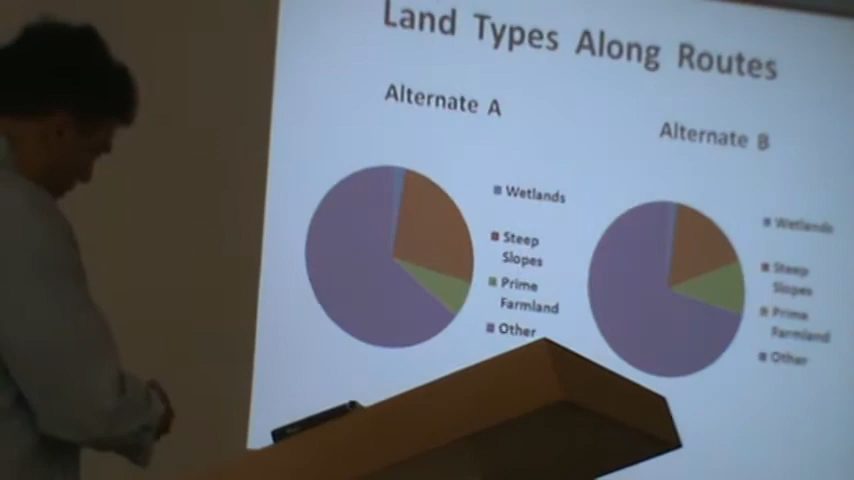 Land Types Along Routes
Alternate A
Wetlands
Steep
Slopes
Prime
Farmland
Other
Alternate B
Wetlands
Steep
Slopes
Prime
Farmland
Other